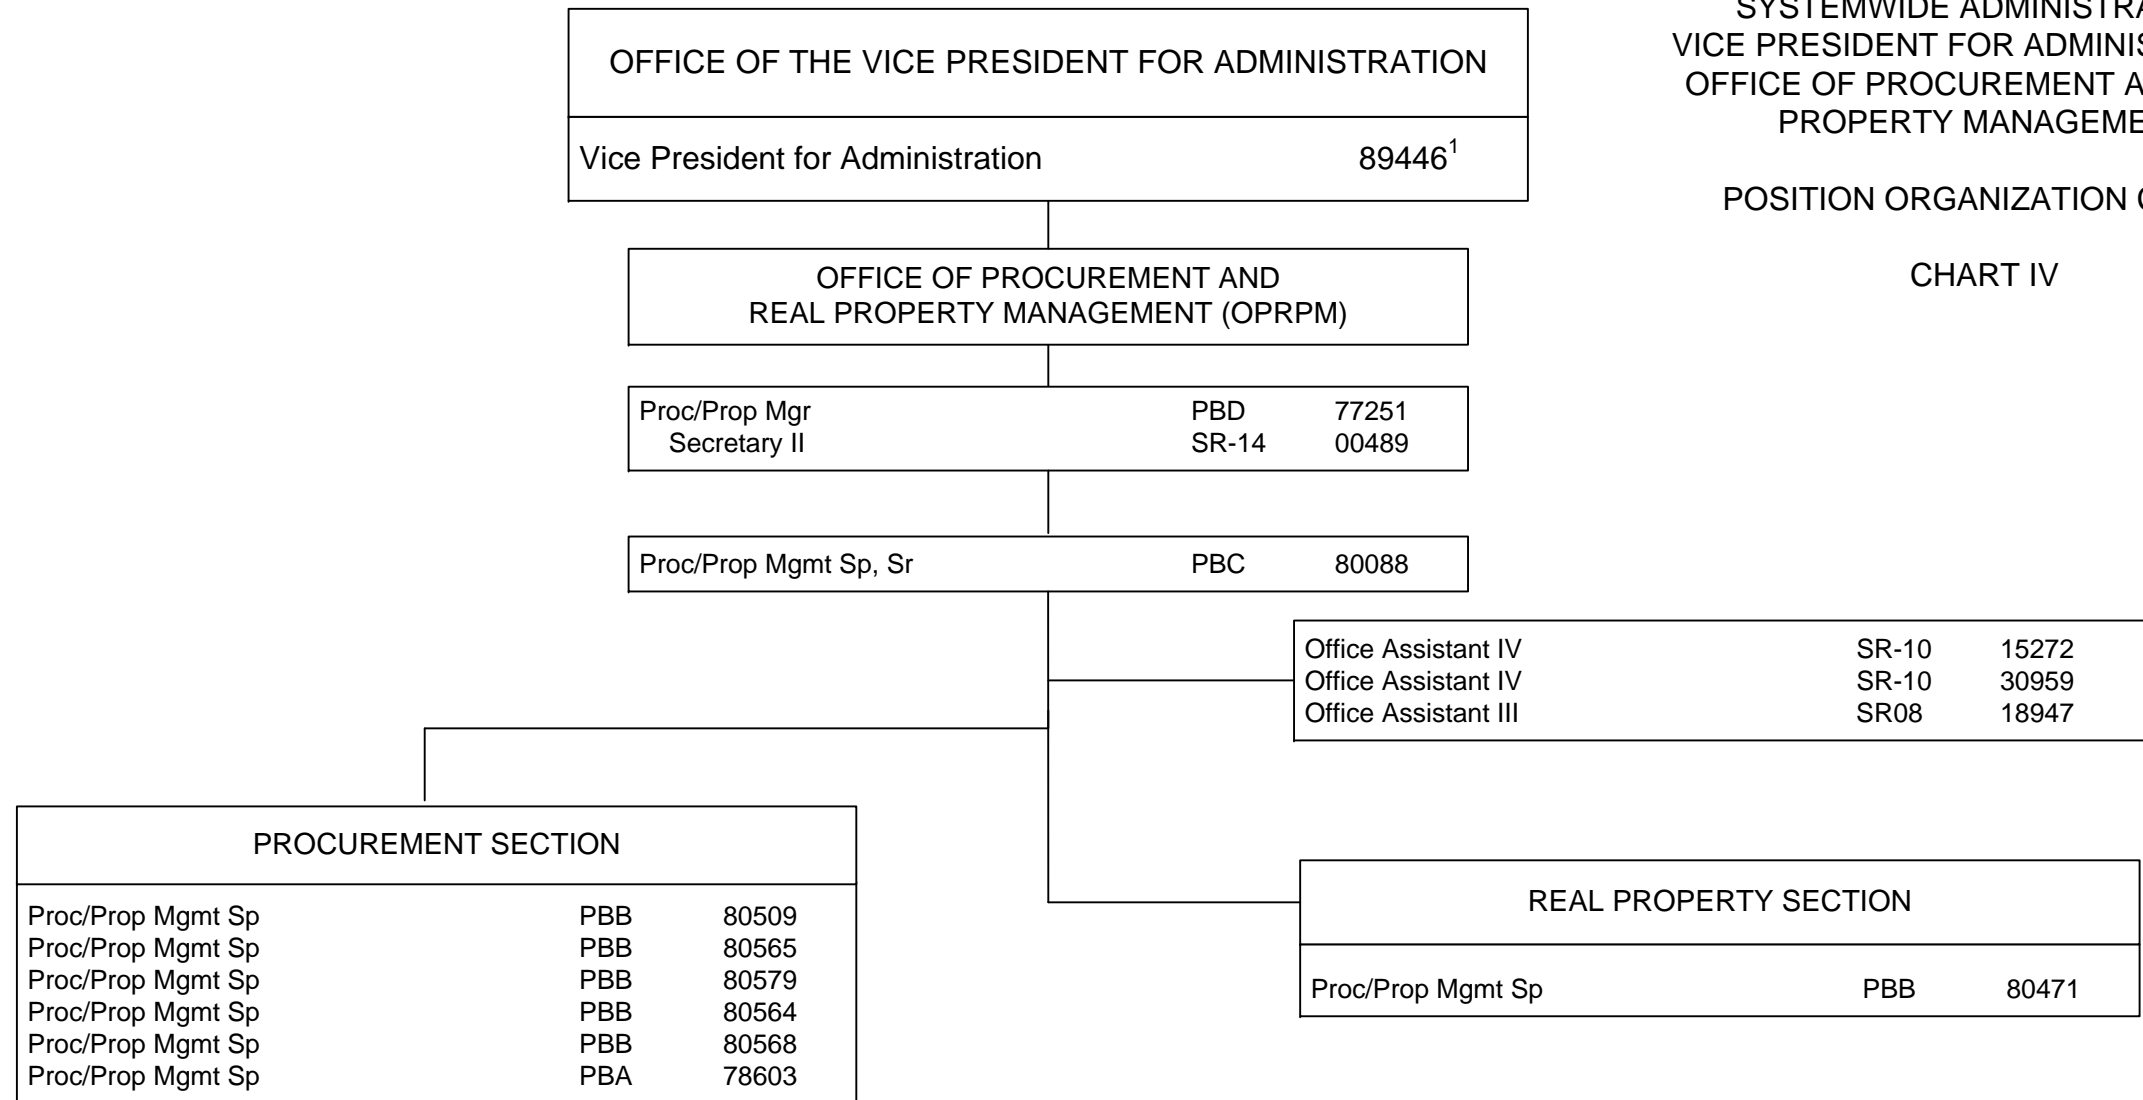 SYSTEMWIDE
VICE PRESIDENT FOR
OFFICE OF PROCUREMENT
PROPERTY
POSITION ORGANIZATION
CHART IV
OFFICE OF THE VICE PRESIDENT FOR ADMINISTRATION
Vice President for Administration 89446¹
OFFICE OF PROCUREMENT AND
REAL PROPERTY MANAGEMENT (OPRPM)
Proc/Prop Mgr PBD 77251
Secretary II SR-14 00489
Proc/Prop Mgmt Sp, Sr PBC 80088
Office Assistant IV SR-10 15272
Office Assistant IV SR-10 30959
Office Assistant III SR08 18947
PROCUREMENT SECTION
Proc/Prop Mgmt Sp PBB 80509
Proc/Prop Mgmt Sp PBB 80565
Proc/Prop Mgmt Sp PBB 80579
Proc/Prop Mgmt Sp PBB 80564
Proc/Prop Mgmt Sp PBB 80568
Proc/Prop Mgmt Sp PBA 78603
REAL PROPERTY SECTION
Proc/Prop Mgmt Sp PBB 80471